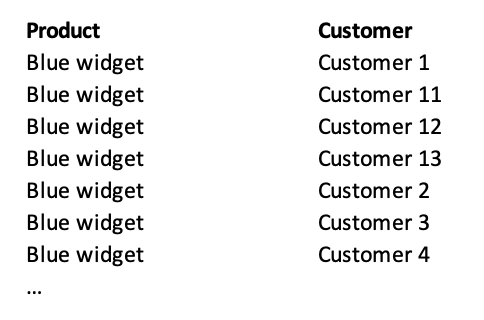 Product Customer
Blue widget Customer 1
Blue widget Customer 11
Blue widget Customer 12
Blue widget Customer 13
Blue widget Customer 2
Blue widget Customer 3
Blue widget Customer 4
...